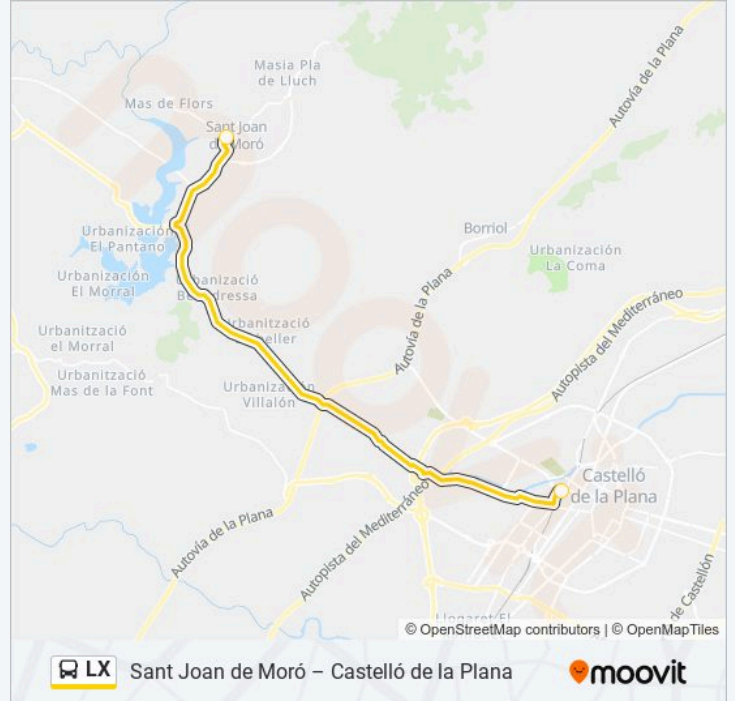 Masia Pla
de Lluch
Mas de Flors
Sant Joan
de Moró
Autovía de la Plana
Borriol
Urbanización
El Pantano
Urbanización
La Coma
Urbanización
El Morral
Urbanizació
Autovía de la Plana
Autopista del Mediterráneo
Urbanització
el Morral
Urbanització
Urbanització
Mas de la Font
Urbanización
Villalón
Castelló
de la Plana
Autovía de la Plana
Autopista del Mediterráneo
de Castellón
© OpenStreetMap contributors | © OpenMapTiles
LX Sant Joan de Moró – Castelló de la Plana moovit